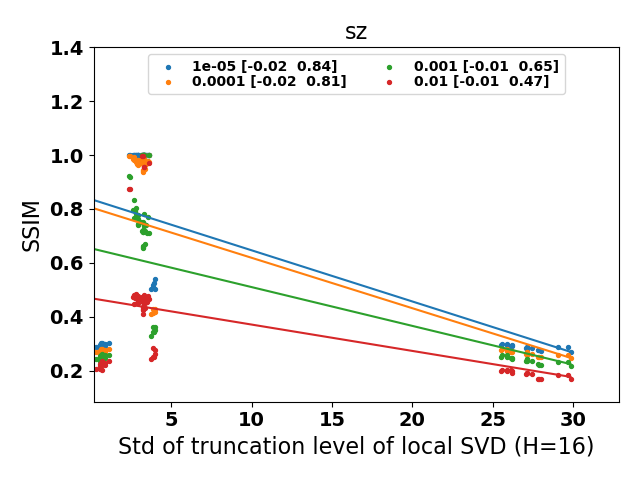 sz
1e-05 [-0.02  0.84]
0.0001 [-0.02  0.81]
0.001 [-0.01  0.65]
0.01 [-0.01  0.47]
SSIM
1.4
1.2
1.0
0.8
0.6
0.4
0.2
5 10 15 20 25 30
Std of truncation level of local SVD (H=16)